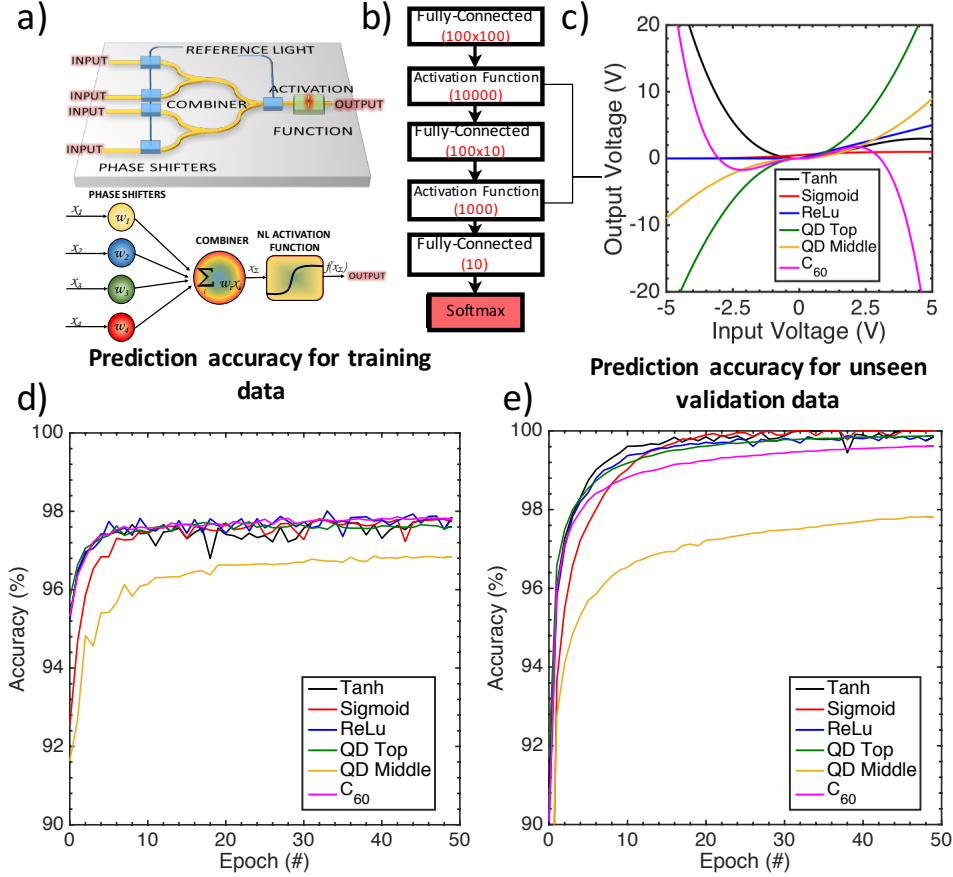 a)
REFERENCE LIGHT
INPUT
INPUT
INPUT
INPUT
COMBINER
ACTIVATION
OUTPUT
FUNCTION
PHASE SHIFTERS
PHASE SHIFTERS
x1
w1
x2
w2
x3
w3
x4
w4
COMBINER
∑ wixi
xΣ
NL ACTIVATION
FUNCTION
f(xΣ)
OUTPUT
b)
Fully-Connected
(100x100)
Activation Function
(10000)
Fully-Connected
(100x10)
Activation Function
(1000)
Fully-Connected
(10)
Softmax
c)
Output Voltage (V)
20
10
0
-10
-20
-5
-2.5
0
2.5
5
Input Voltage (V)
Tanh
Sigmoid
ReLu
QD Top
QD Middle
C60
Prediction accuracy for training
data
d)
Accuracy (%)
100
98
96
94
92
90
0
10
20
30
40
50
Epoch (#)
Tanh
Sigmoid
ReLu
QD Top
QD Middle
C60
Prediction accuracy for unseen
validation data
e)
Accuracy (%)
100
98
96
94
92
90
0
10
20
30
40
50
Epoch (#)
Tanh
Sigmoid
ReLu
QD Top
QD Middle
C60